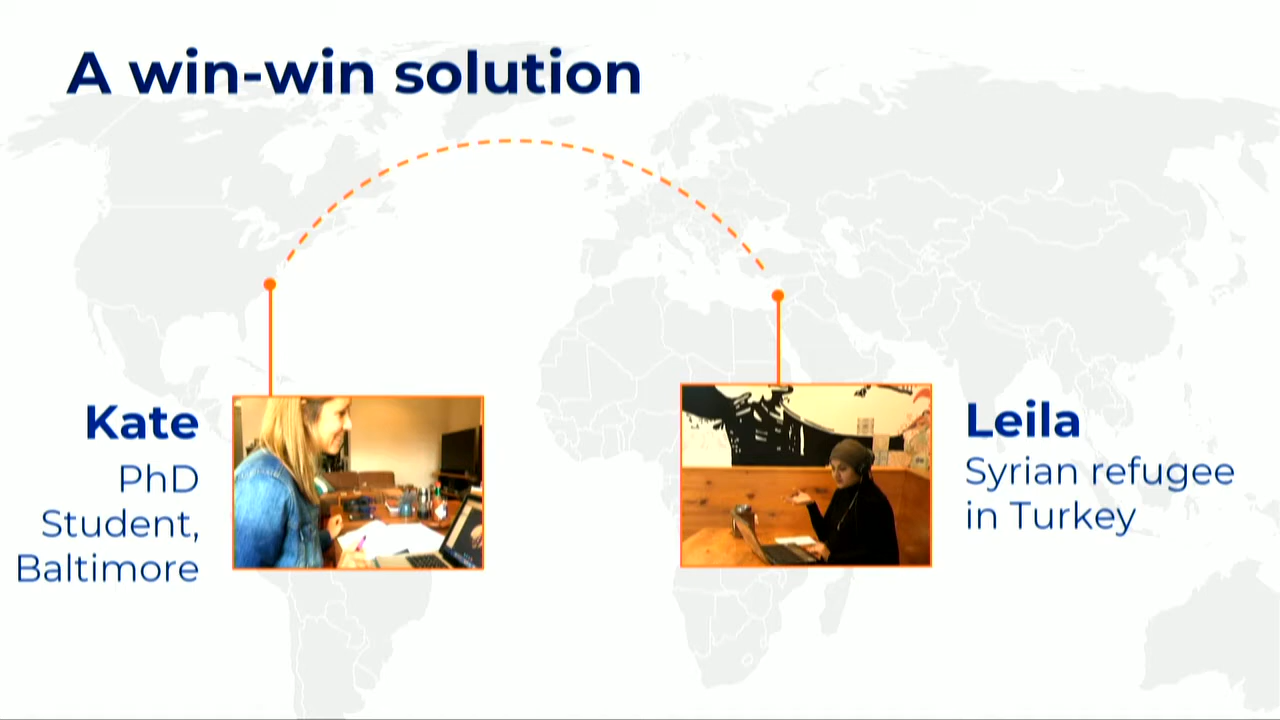 A win-win solution
Kate
PhD
Student,
Baltimore
Leila
Syrian refugee
in Turkey